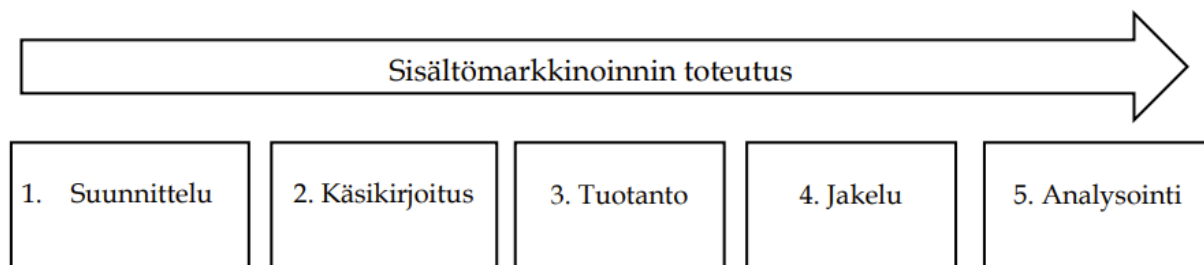 Sisältömarkkinoinnin toteutus
1. Suunnittelu
2. Käsikirjoitus
3. Tuotanto
4. Jakelu
5. Analysointi